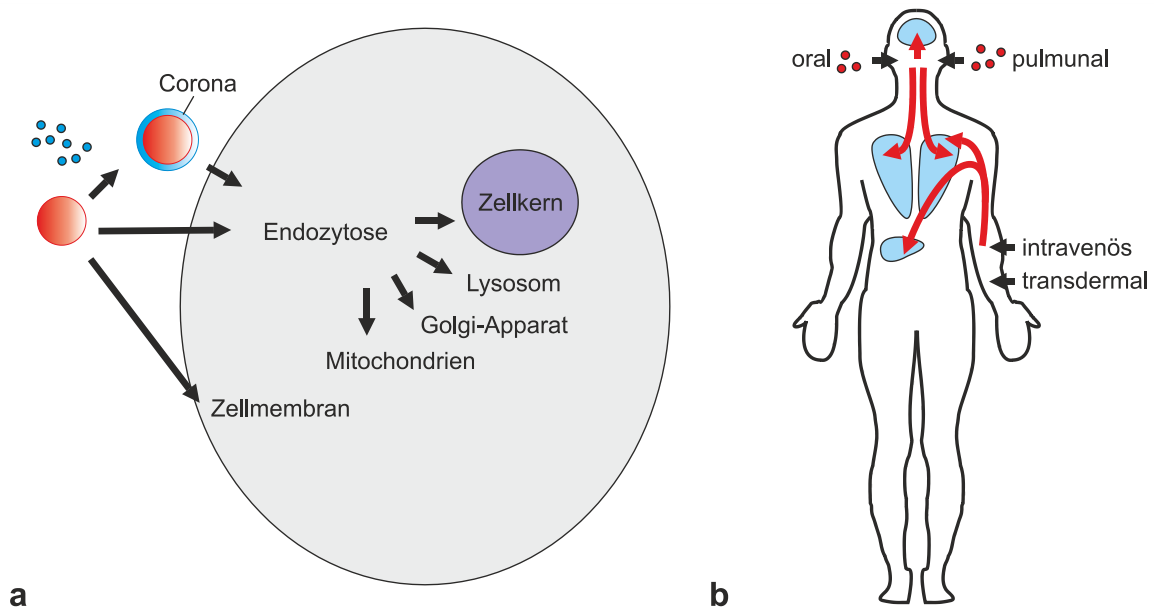 Corona
Zellkern
Endozytose
Lysosom
Golgi-Apparat
Mitochondrien
Zellmembran
a
oral
pulmunal
intravenös
transdermal
b